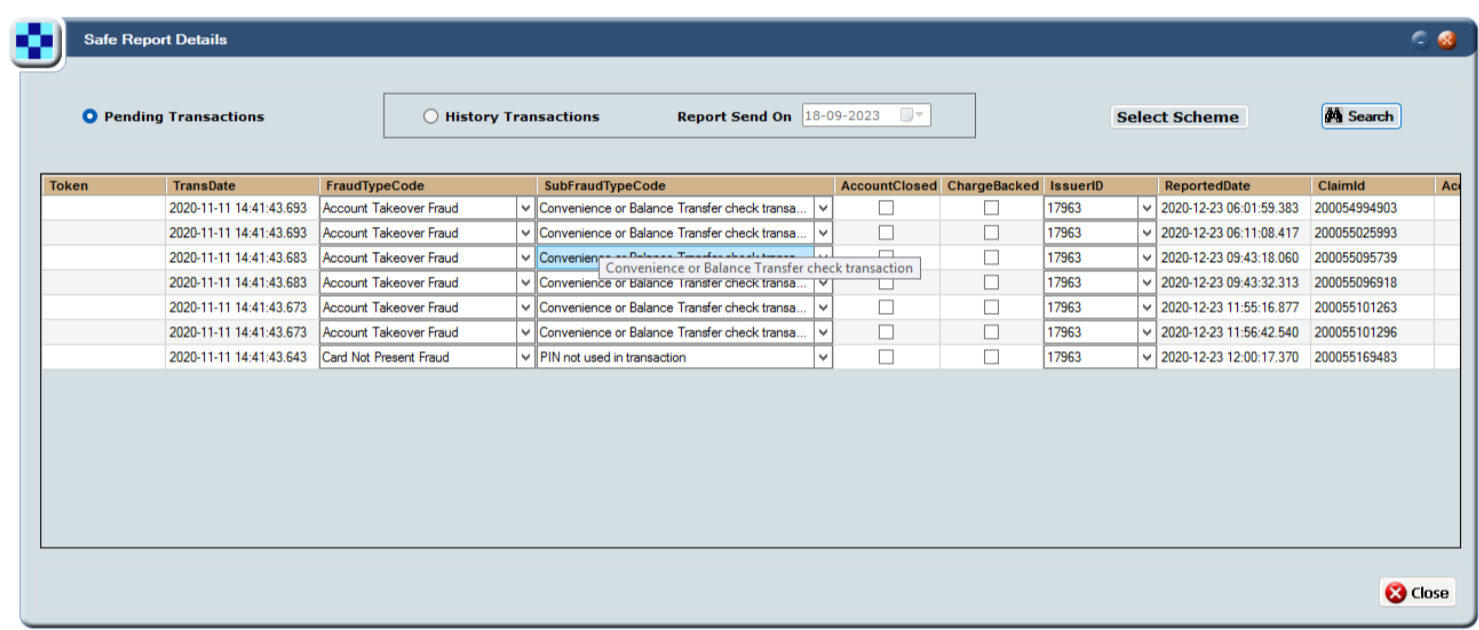 Safe Report Details
Pending Transactions History Transactions Report Send On 18-09-2023 Select Scheme Search
Token TransDate FraudTypeCode SubFraudTypeCode AccountClosed ChargeBacked IssuerID ReportedDate ClaimId Acc
2020-11-11 14:41:43.693 Account Takeover Fraud Convenience or Balance Transfer check transa... 17963 2020-12-23 06:01:59.383 200054994903
2020-11-11 14:41:43.693 Account Takeover Fraud Convenience or Balance Transfer check transa... 17963 2020-12-23 06:11:08.417 200055025993
2020-11-11 14:41:43.683 Account Takeover Fraud Convenience or Balance Transfer check transa... 17963 2020-12-23 09:43:18.060 200055095739
Convenience or Balance Transfer check transaction
2020-11-11 14:41:43.683 Account Takeover Fraud Convenience or Balance Transfer check transa... 17963 2020-12-23 09:43:32.313 200055096918
2020-11-11 14:41:43.673 Account Takeover Fraud Convenience or Balance Transfer check transa... 17963 2020-12-23 11:55:16.877 200055101263
2020-11-11 14:41:43.673 Account Takeover Fraud Convenience or Balance Transfer check transa... 17963 2020-12-23 11:56:42.540 200055101296
2020-11-11 14:41:43.643 Card Not Present Fraud PIN not used in transaction 17963 2020-12-23 12:00:17.370 200055169483
Close